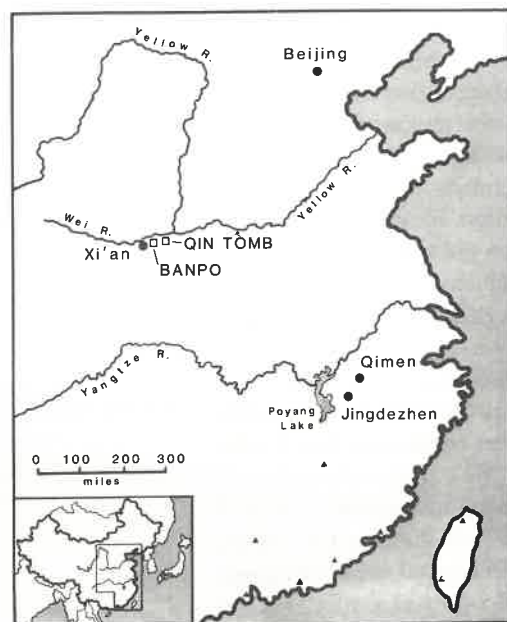 Yellow R.
Beijing
Yellow R.
Wei R.
QIN TOMB
Xi'an
BANPO
Yangtze R.
Qimen
Poyang
Lake
Jingdezhen
0 100 200 300
miles